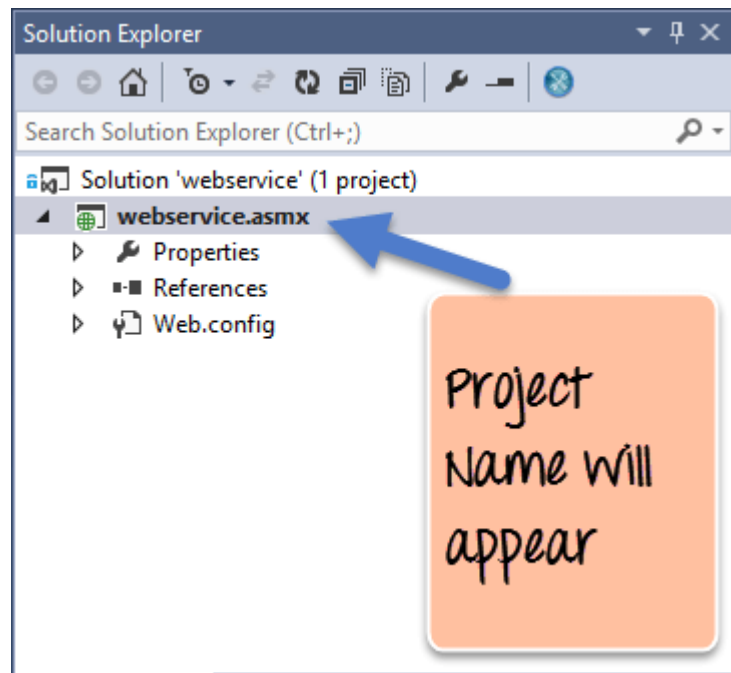 Solution Explorer
Search Solution Explorer (Ctrl+;)
Solution 'webservice' (1 project)
webservice.asmx
Properties
References
Web.config
Project
Name will
appear